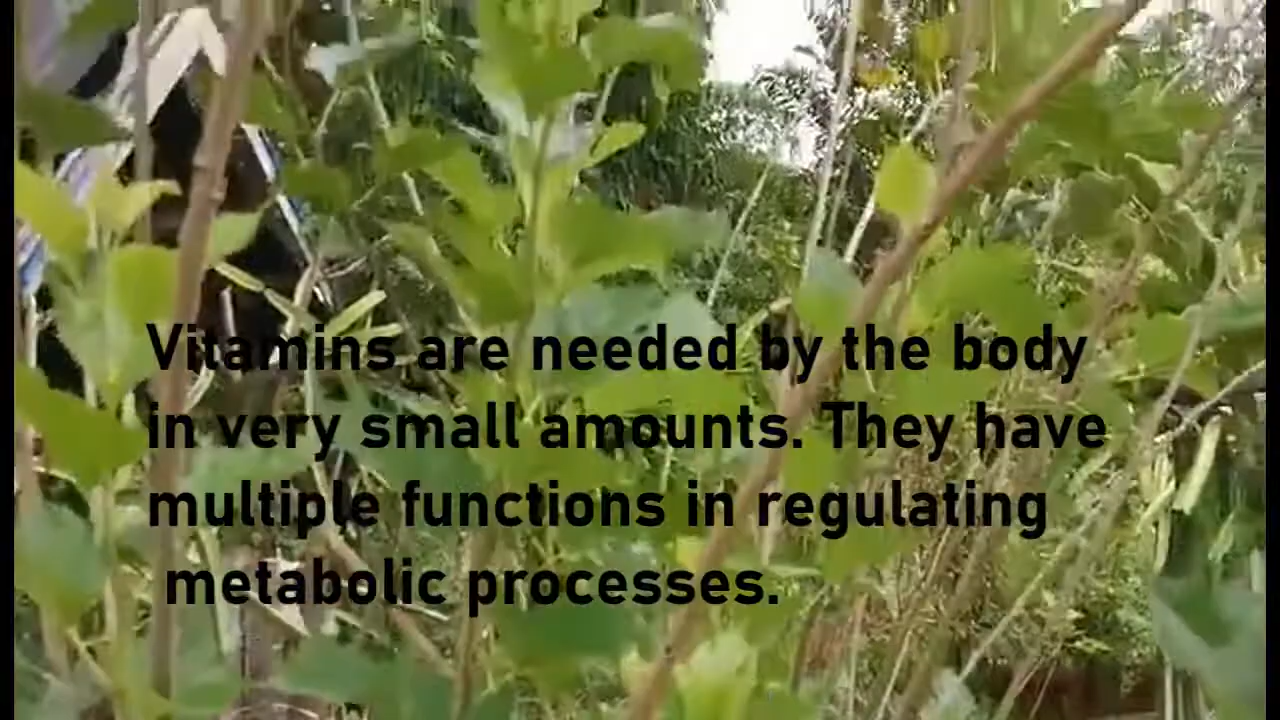 Vitamins are needed by the body
in very small amounts. They have
multiple functions in regulating
metabolic processes.